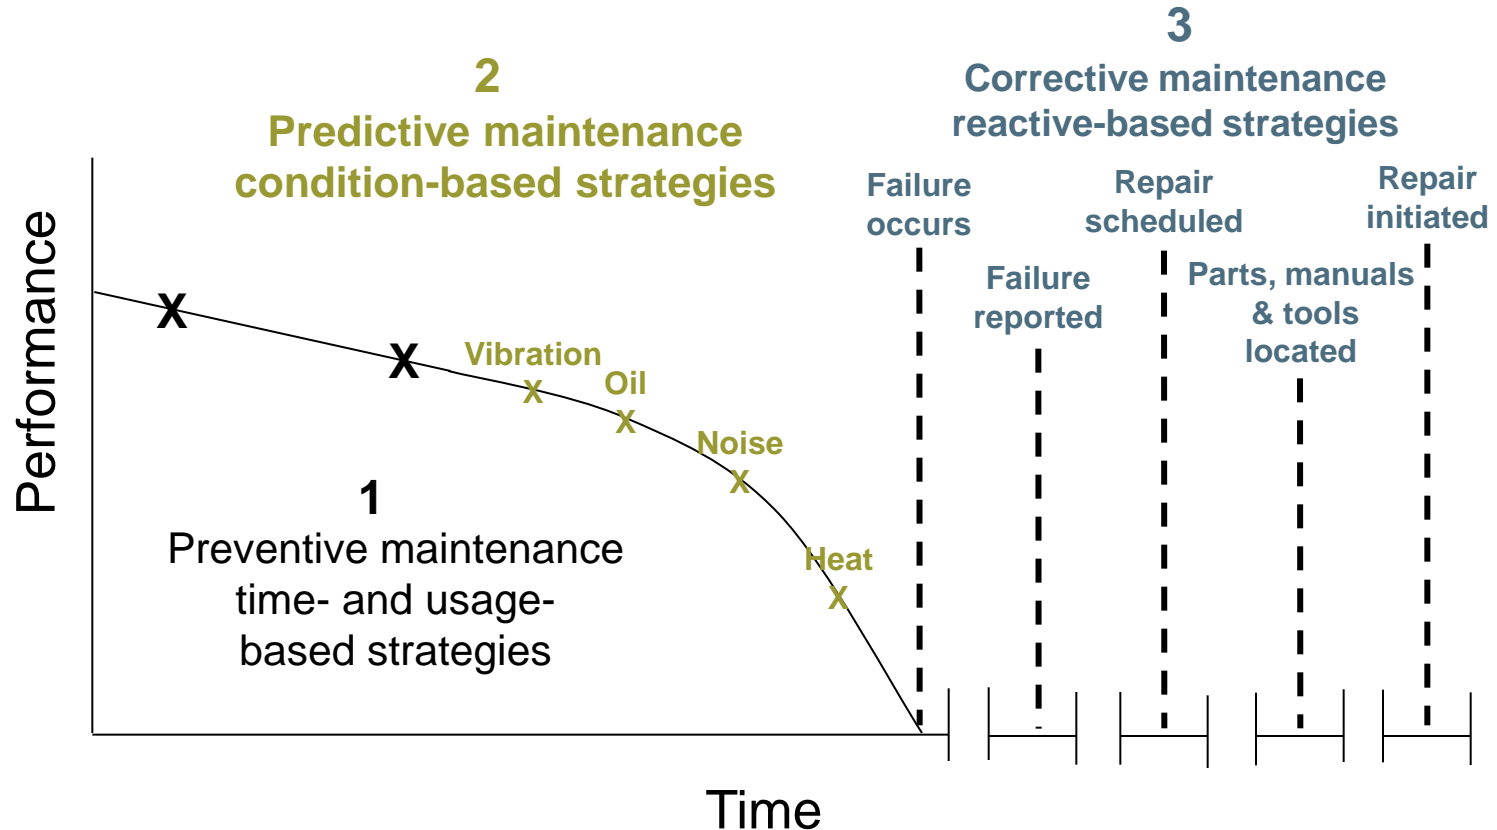 3
Corrective maintenance
reactive-based strategies
2
Predictive maintenance
condition-based strategies
Failure
occurs
Repair
scheduled
Repair
initiated
Failure
reported
Parts, manuals
& tools
located
Performance
X
X
Vibration
X
Oil
X
Noise
X
Heat
X
1
Preventive maintenance
time- and usage-
based strategies
Time